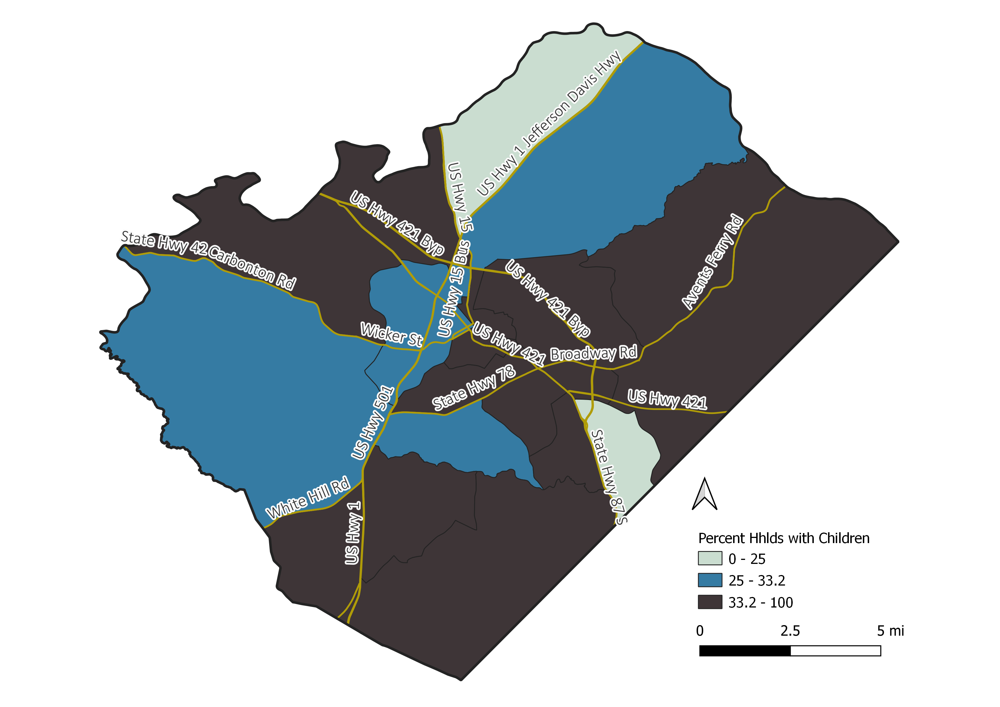 US Hwy 1 Jefferson Davis Hwy
US Hwy 15
US Hwy 421 Byp
State Hwy 42
Carbonton Rd
US Hwy 15 Bus
US Hwy 421 Byp
Avents Ferry Rd
Wicker St
US Hwy 421
Broadway Rd
State Hwy 78
US Hwy 501
US Hwy 421
State Hwy 87 S
White Hill Rd
US Hwy 1
Percent Hhlds with Children
0 - 25
25 - 33.2
33.2 - 100
0 2.5 5 mi